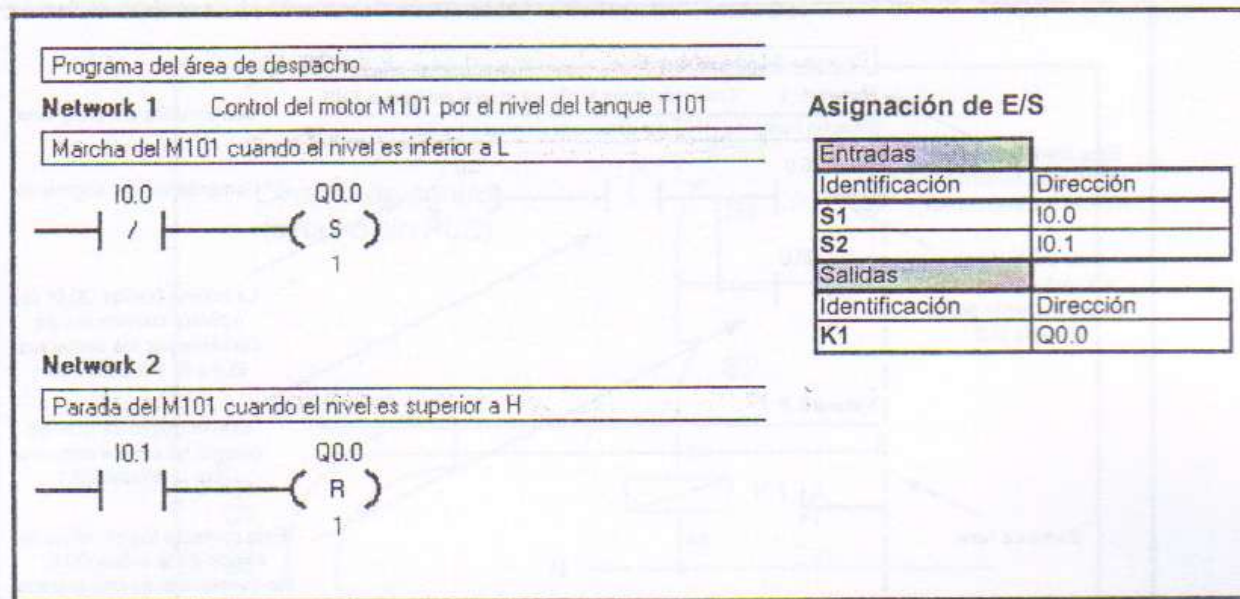 Programa del área de despacho
Network 1 Control del motor M101 por el nivel del tanque T101
Marcha del M101 cuando el nivel es inferior a L
I0.0 Q0.0
/ S
1
Network 2
Parada del M101 cuando el nivel es superior a H
I0.1 Q0.0
R
1
Asignación de E/S
Entradas
Identificación Dirección
S1 I0.0
S2 I0.1
Salidas
Identificación Dirección
K1 Q0.0